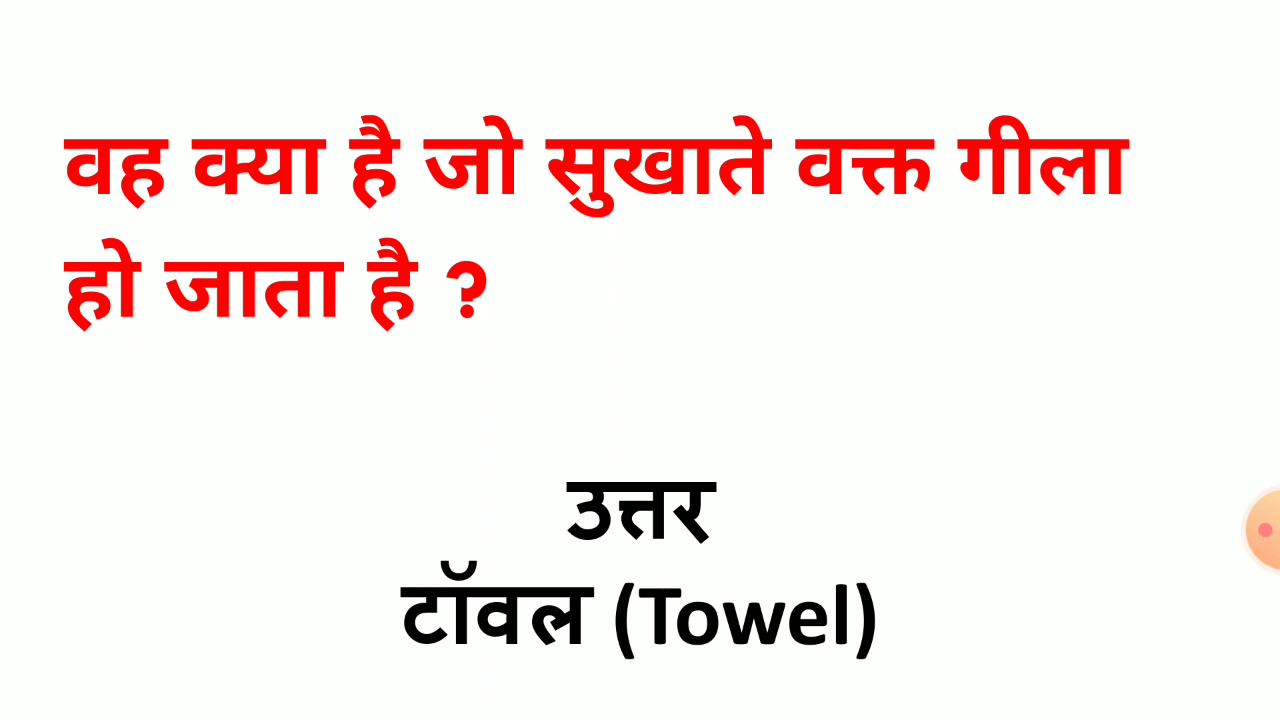 वह क्या है जो सुखाते वक्त गीला
हो जाता है ?
उत्तर
टॉवल (Towel)